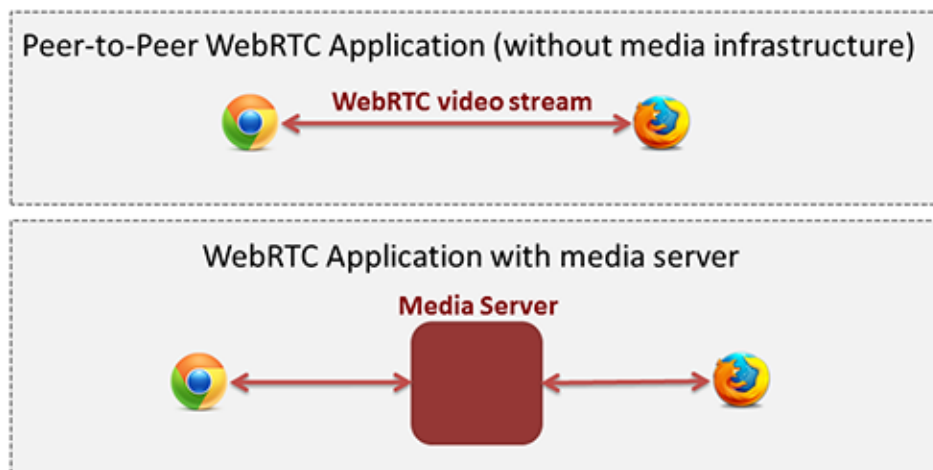 Peer-to-Peer WebRTC Application (without media infrastructure)
WebRTC video stream
WebRTC Application with media server
Media Server